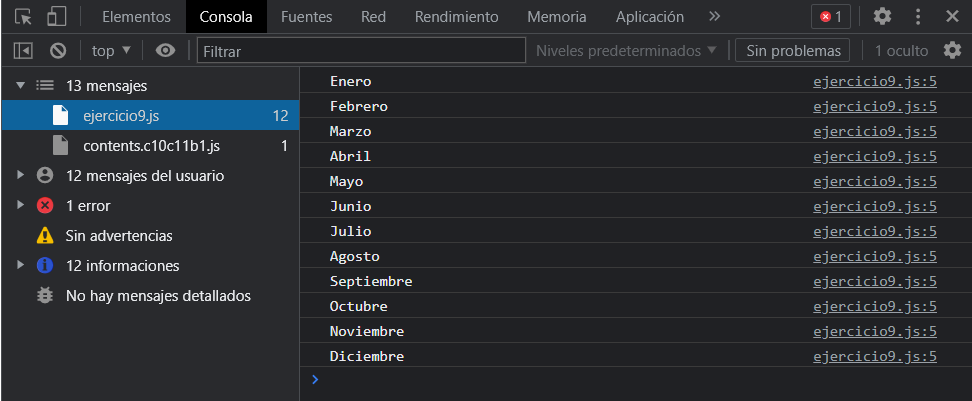 Elementos Consola Fuentes Red Rendimiento Memoria Aplicación » 1
top Filtrar Niveles predeterminados Sin problemas 1 oculto
13 mensajes
ejercicio9.js 12
contents.c10c11b1.js 1
12 mensajes del usuario
1 error
Sin advertencias
12 informaciones
No hay mensajes detallados
Enero ejercicio9.js:5
Febrero ejercicio9.js:5
Marzo ejercicio9.js:5
Abril ejercicio9.js:5
Mayo ejercicio9.js:5
Junio ejercicio9.js:5
Julio ejercicio9.js:5
Agosto ejercicio9.js:5
Septiembre ejercicio9.js:5
Octubre ejercicio9.js:5
Noviembre ejercicio9.js:5
Diciembre ejercicio9.js:5